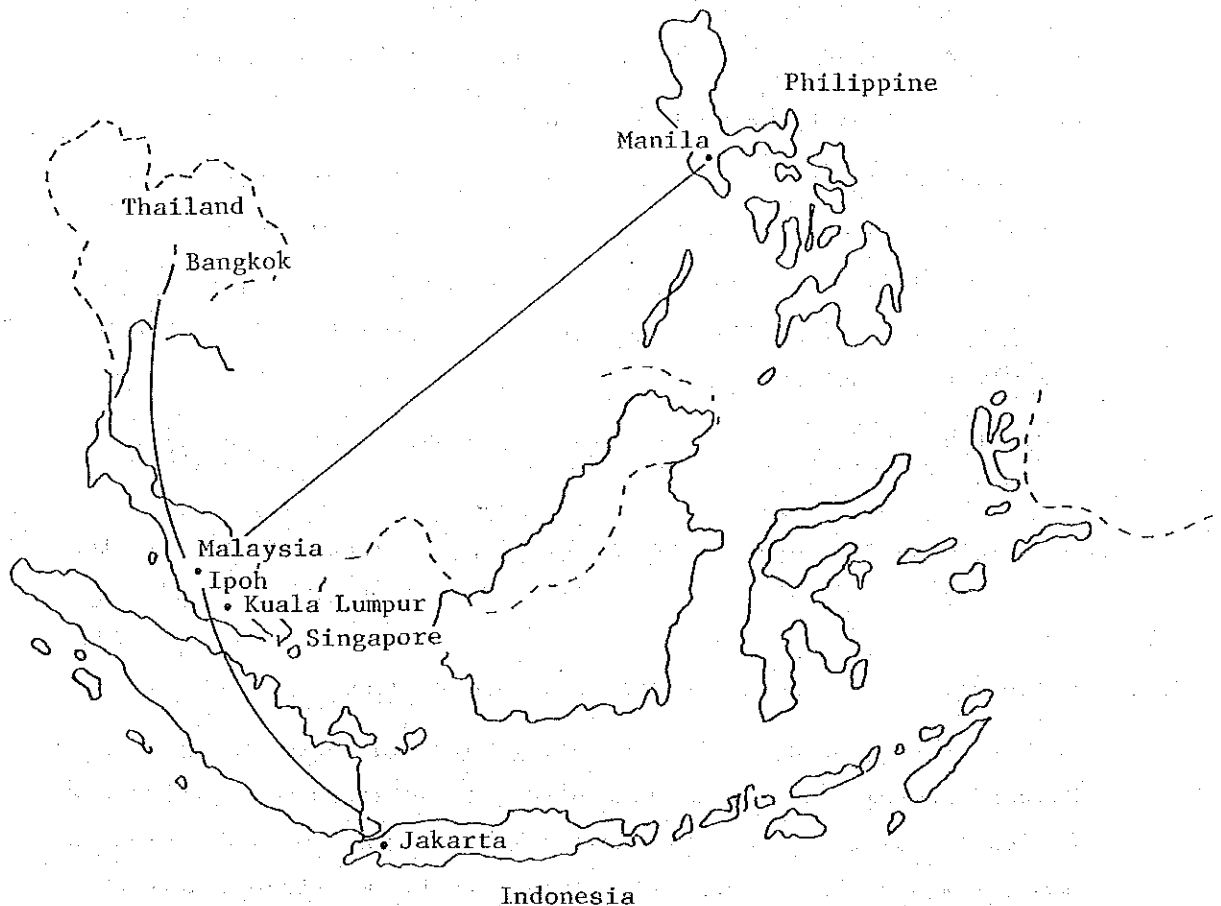 Philippine
Manila
Thailand
Bangkok
Malaysia
Ipoh
Kuala Lumpur
Singapore
Jakarta
Indonesia